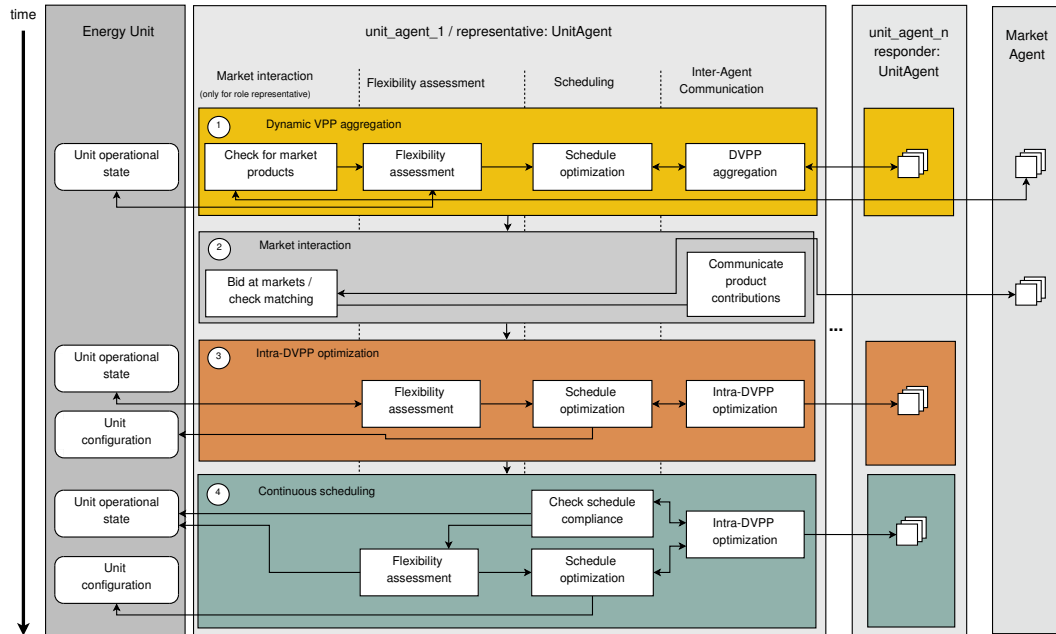 time
Energy Unit
unit_agent_1 / representative: UnitAgent
unit_agent_n
responder:
UnitAgent
Market
Agent
Market interaction
(only for role representative)
Flexibility assessment
Scheduling
Inter-Agent
Communication
1
Dynamic VPP aggregation
Unit operational
state
Check for market
products
Flexibility
assessment
Schedule
optimization
DVPP
aggregation
2
Market interaction
Bid at markets /
check matching
Communicate
product
contributions
...
3
Intra-DVPP optimization
Unit operational
state
Flexibility
assessment
Schedule
optimization
Intra-DVPP
optimization
Unit
configuration
4
Continuous scheduling
Unit operational
state
Check schedule
compliance
Intra-DVPP
optimization
Flexibility
assessment
Schedule
optimization
Unit
configuration